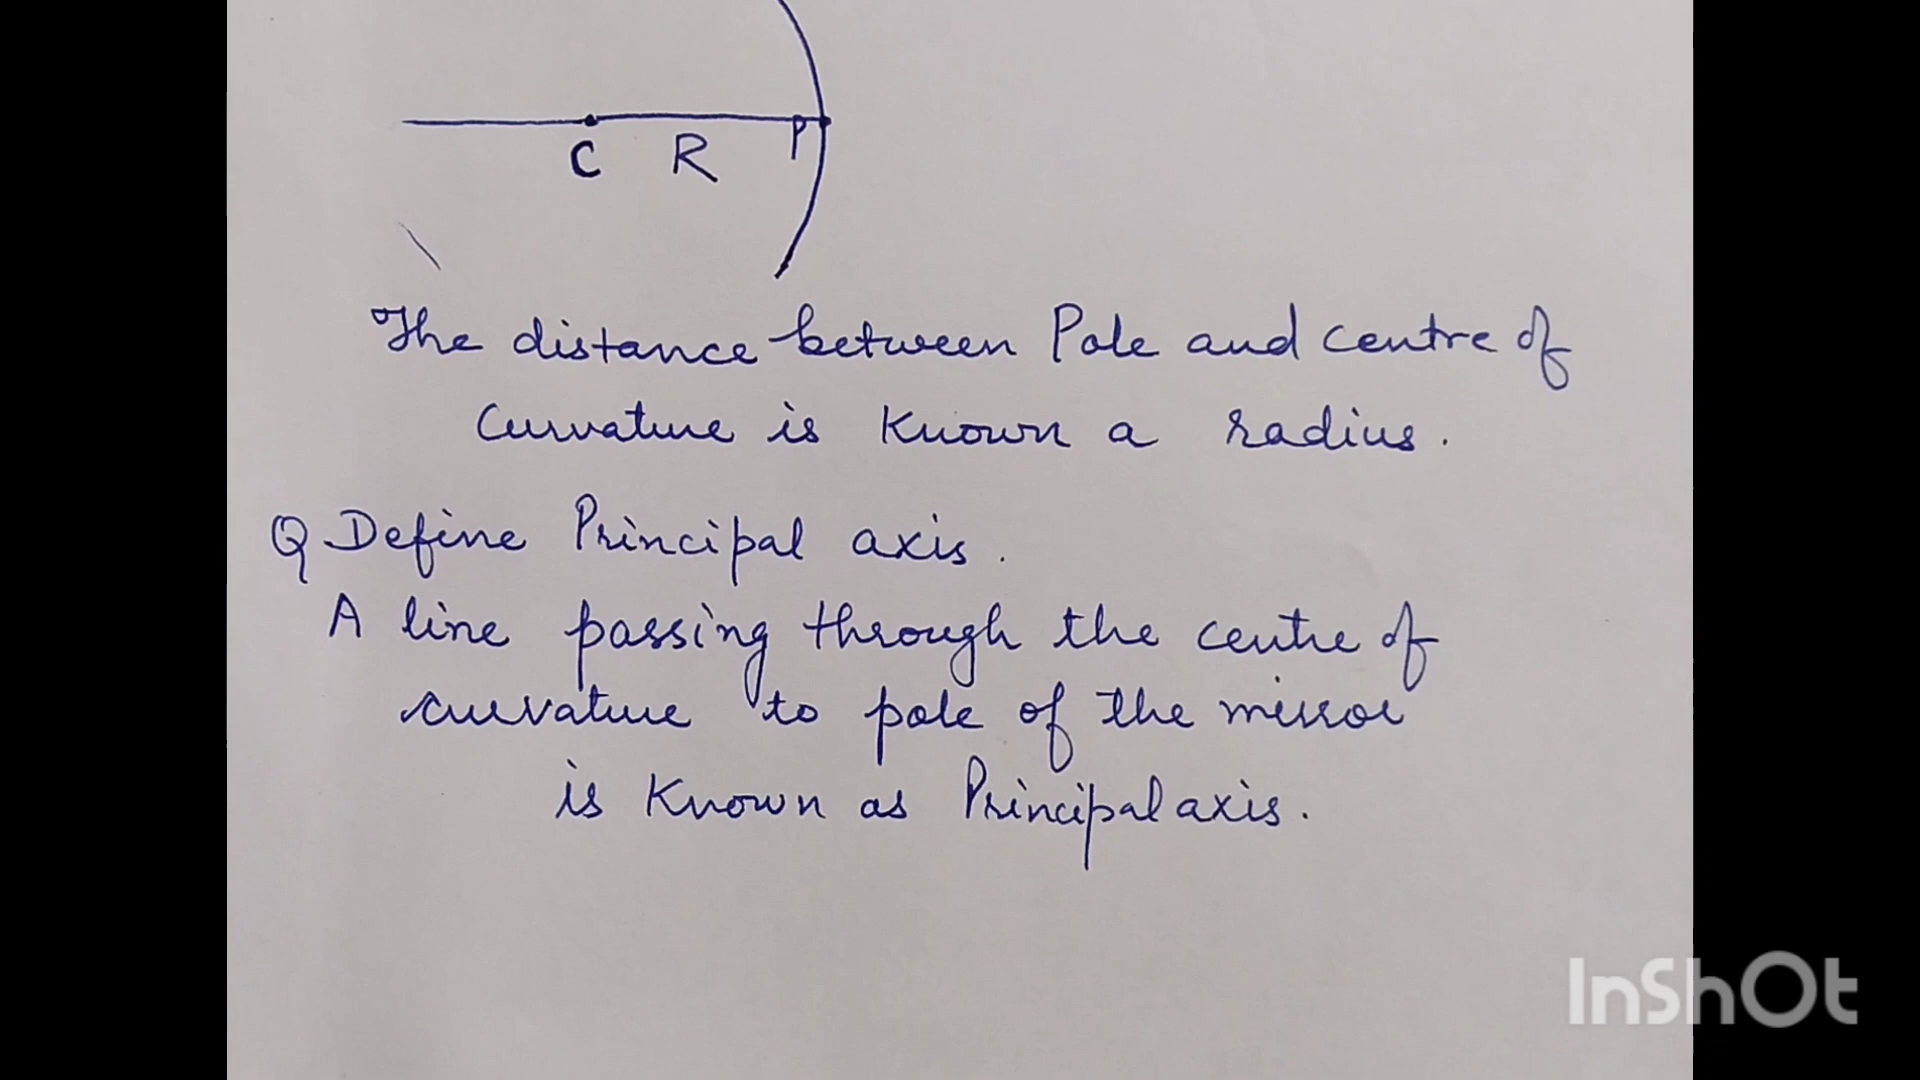 C R P
The distance between Pole and centre of
curvature is known a radius.
Q Define Principal axis.
A line passing through the centre of
curvature to pole of the mirror
is known as Principal axis.
InShOt